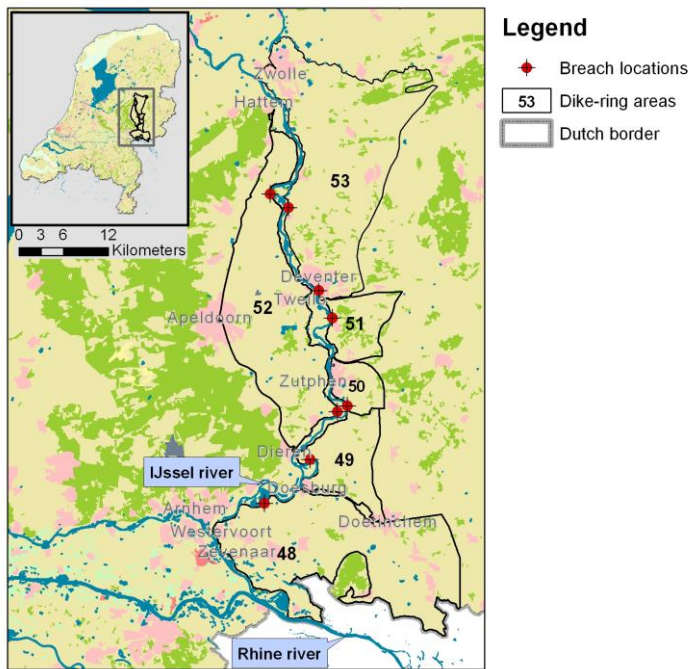 Legend
Breach locations
53 Dike-ring areas
Dutch border
0 3 6 12
Kilometers
Zwolle
Hattem
53
Deventer
Twello
52
Apeldoorn
51
Zutphen
50
Dieren
49
IJssel river
Doesburg
Arnhem
Doetinchem
Westervoort
Zevenaar
48
Rhine river